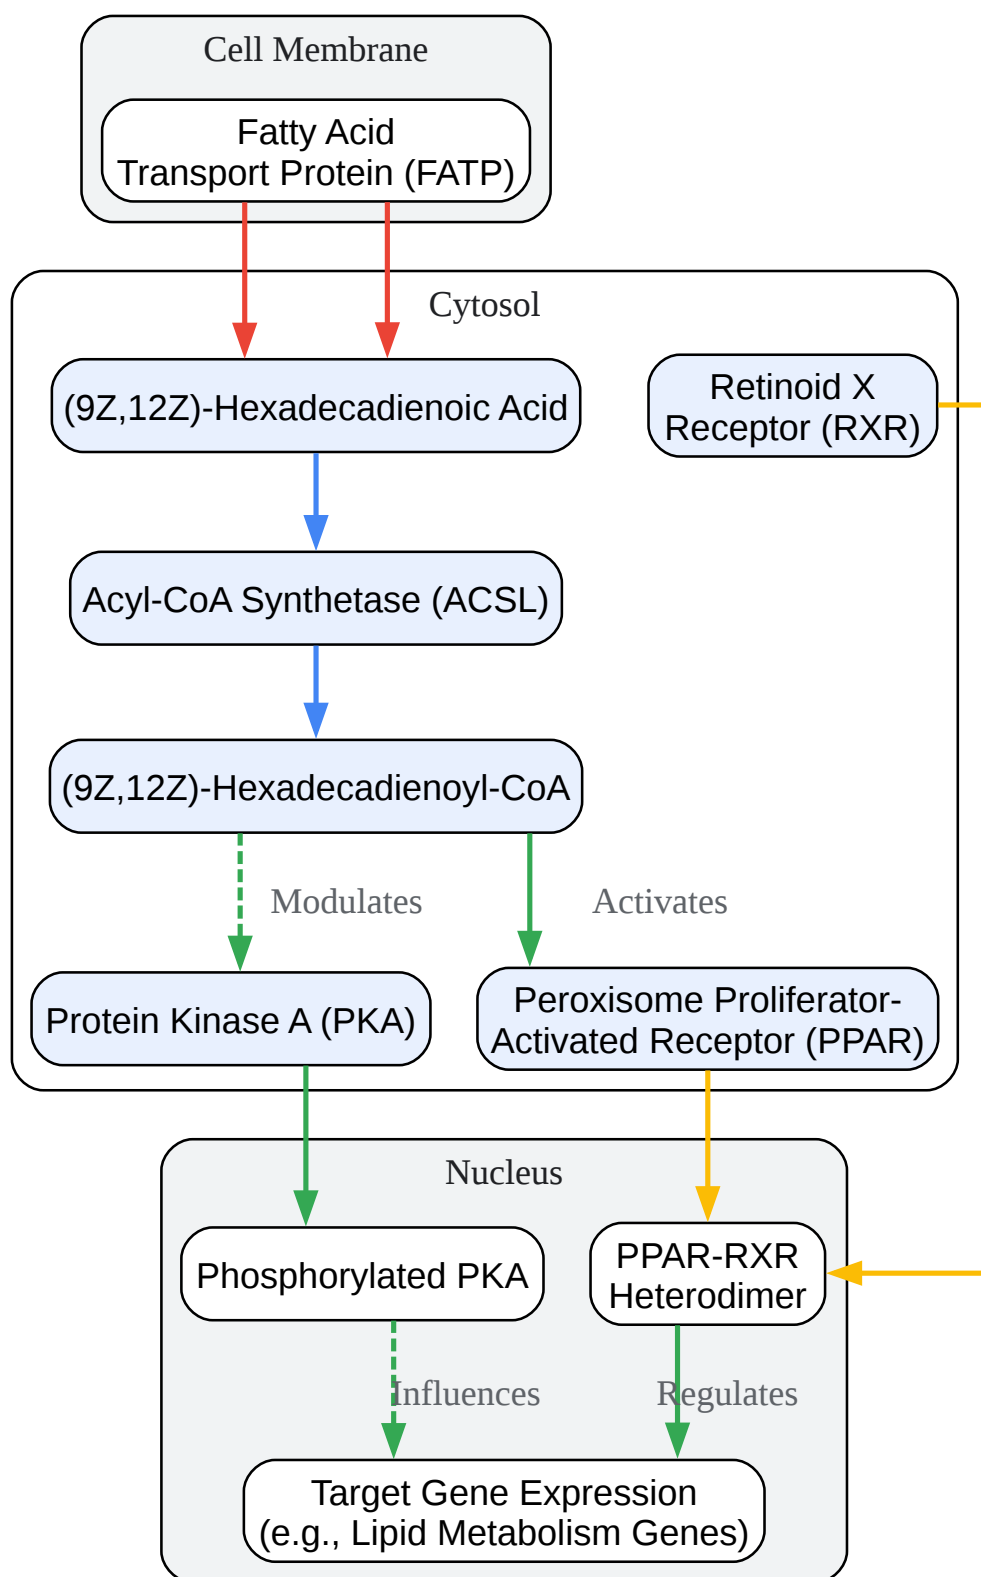 Cell Membrane
Fatty Acid
Transport Protein (FATP)
Cytosol
(9Z,12Z)-Hexadecadienoic Acid
Retinoid X
Receptor (RXR)
Acyl-CoA Synthetase (ACSL)
(9Z,12Z)-Hexadecadienoyl-CoA
Modulates
Activates
Protein Kinase A (PKA)
Peroxisome Proliferator-
Activated Receptor (PPAR)
Nucleus
Phosphorylated PKA
PPAR-RXR
Heterodimer
Influences
Regulates
Target Gene Expression
(e.g., Lipid Metabolism Genes)